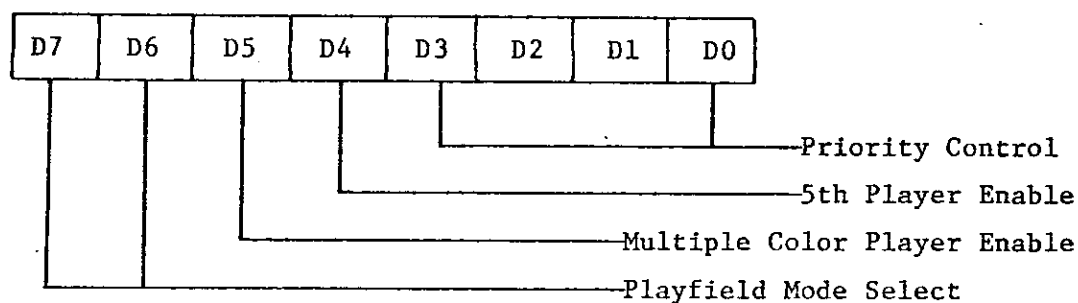 D7 D6 D5 D4 D3 D2 D1 D0
Priority Control
5th Player Enable
Multiple Color Player Enable
Playfield Mode Select